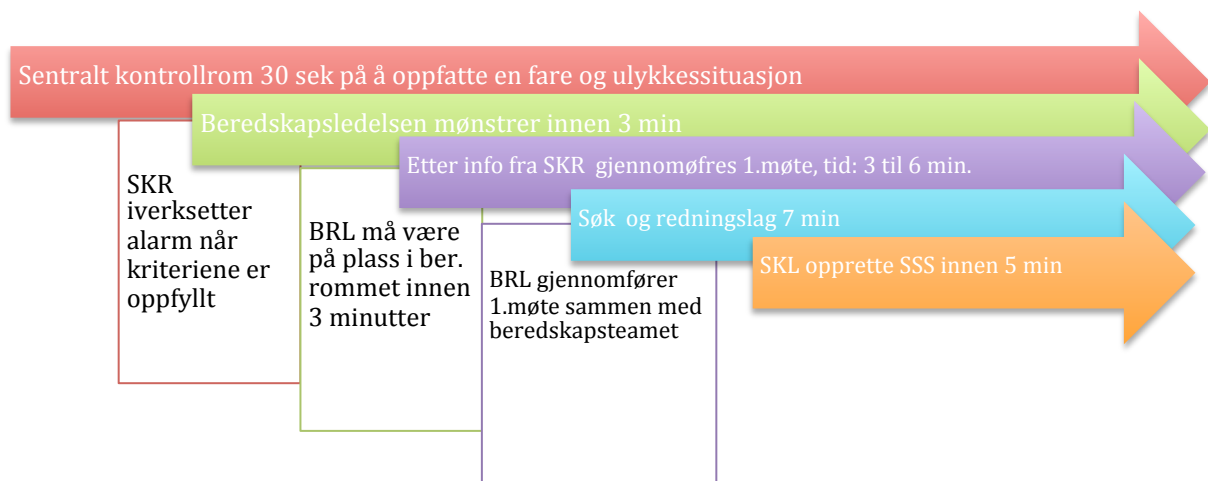 Sentralt kontrollrom 30 sek på å oppfatte en fare og ulykkessituasjon
Beredskapsledelsen mønstrer innen 3 min
Etter info fra SKR gjennomøfres 1.møte, tid: 3 til 6 min.
Søk og redningslag 7 min
SKL opprette SSS innen 5 min
SKR
iverksetter
alarm når
kriteriene er
oppfyllt
BRL må være
på plass i ber.
rommet innen
3 minutter
BRL gjennomfører
1.møte sammen med
beredskapsteamet